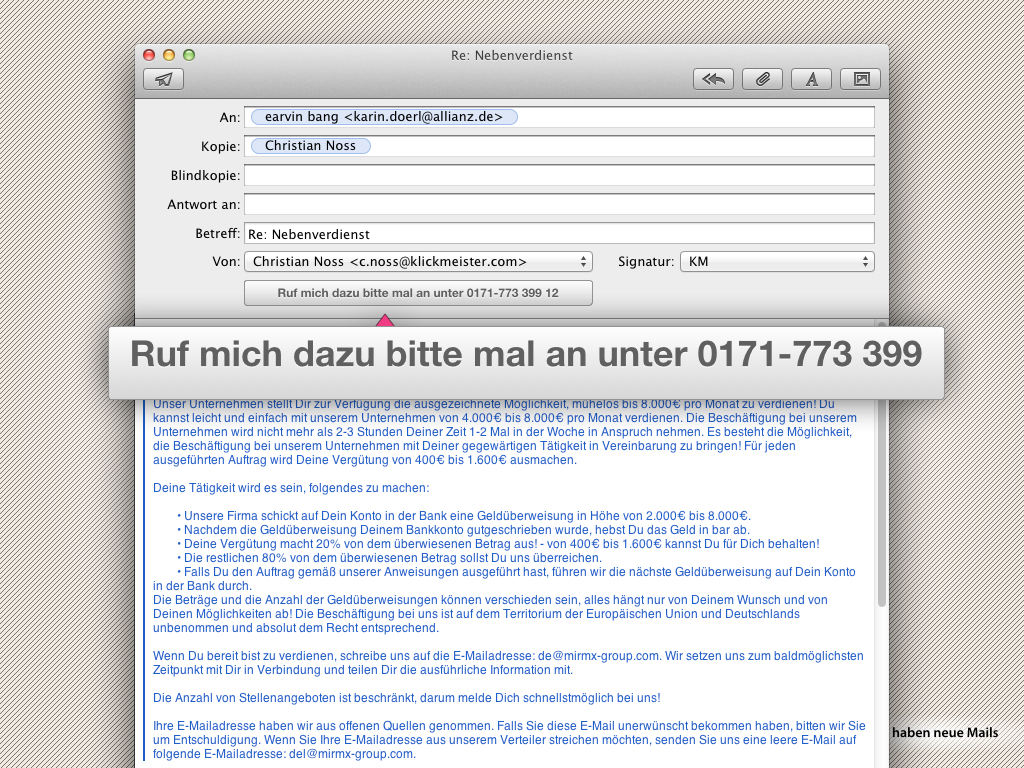 Re: Nebenverdienst
An: earvin bang <karin.doerl@allianz.de>
Kopie: Christian Noss
Blindkopie:
Antwort an:
Betreff: Re: Nebenverdienst
Von: Christian Noss <c.noss@klickmeister.com> Signatur: KM
Ruf mich dazu bitte mal an unter 0171-773 399 12
Ruf mich dazu bitte mal an unter 0171-773 399
Unser Unternehmen stellt Dir zur Verfügung die ausgezeichnete Möglichkeit, mühelos bis 8.000€ pro Monat zu verdienen! Du
kannst leicht und einfach mit unserem Unternehmen von 4.000€ bis 8.000€ pro Monat verdienen. Die Beschäftigung bei unserem
Unternehmen wird nicht mehr als 2-3 Stunden Deiner Zeit 1-2 Mal in der Woche in Anspruch nehmen. Es besteht die Möglichkeit,
die Beschäftigung bei unserem Unternehmen mit Deiner gegewärtigen Tätigkeit in Vereinbarung zu bringen! Für jeden
ausgeführten Auftrag wird Deine Vergütung von 400€ bis 1.600€ ausmachen.
Deine Tätigkeit wird es sein, folgendes zu machen:
• Unsere Firma schickt auf Dein Konto in der Bank eine Geldüberweisung in Höhe von 2.000€ bis 8.000€.
• Nachdem die Geldüberweisung Deinem Bankkonto gutgeschrieben wurde, hebst Du das Geld in bar ab.
• Deine Vergütung macht 20% von dem überwiesenen Betrag aus! - von 400€ bis 1.600€ kannst Du für Dich behalten!
• Die restlichen 80% von dem überwiesenen Betrag sollst Du uns überreichen.
• Falls Du den Auftrag gemäß unserer Anweisungen ausgeführt hast, führen wir die nächste Geldüberweisung auf Dein Konto
in der Bank durch.
Die Beträge und die Anzahl der Geldüberweisungen können verschieden sein, alles hängt nur von Deinem Wunsch und von
Deinen Möglichkeiten ab! Die Beschäftigung bei uns ist auf dem Territorium der Europäischen Union und Deutschlands
unbenommen und absolut dem Recht entsprechend.
Wenn Du bereit bist zu verdienen, schreibe uns auf die E-Mailadresse: de@mirmx-group.com. Wir setzen uns zum baldmöglichsten
Zeitpunkt mit Dir in Verbindung und teilen Dir die ausführliche Information mit.
Die Anzahl von Stellenangeboten ist beschränkt, darum melde Dich schnellstmöglich bei uns!
Ihre E-Mailadresse haben wir aus offenen Quellen genommen. Falls Sie diese E-Mail unerwünscht bekommen haben, bitten wir Sie
um Entschuldigung. Wenn Sie Ihre E-Mailadresse aus unserem Verteiler streichen möchten, senden Sie uns eine leere E-Mail auf
folgende E-Mailadresse: del@mirmx-group.com.
haben neue Mails